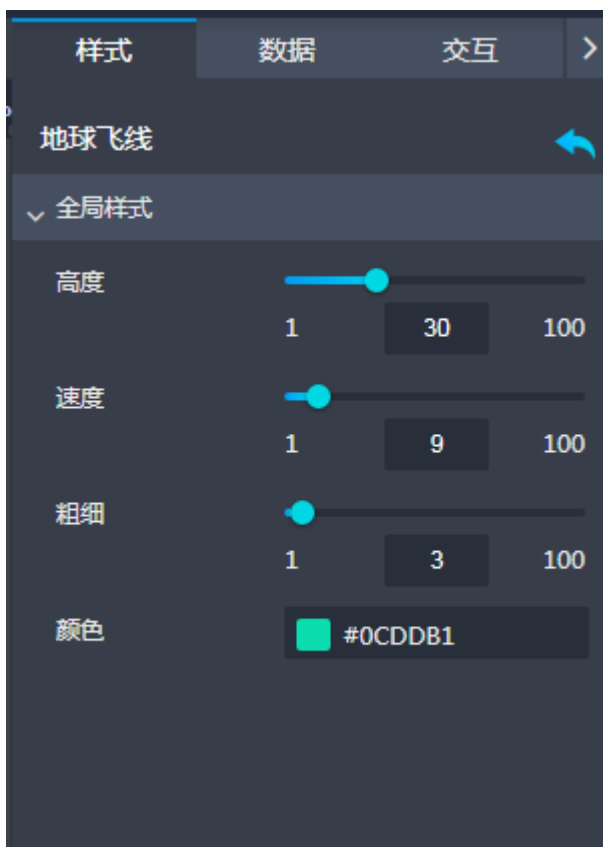 样式 数据 交互
地球飞线
全局样式
高度
1 30 100
速度
1 9 100
粗细
1 3 100
颜色 #0CDDB1